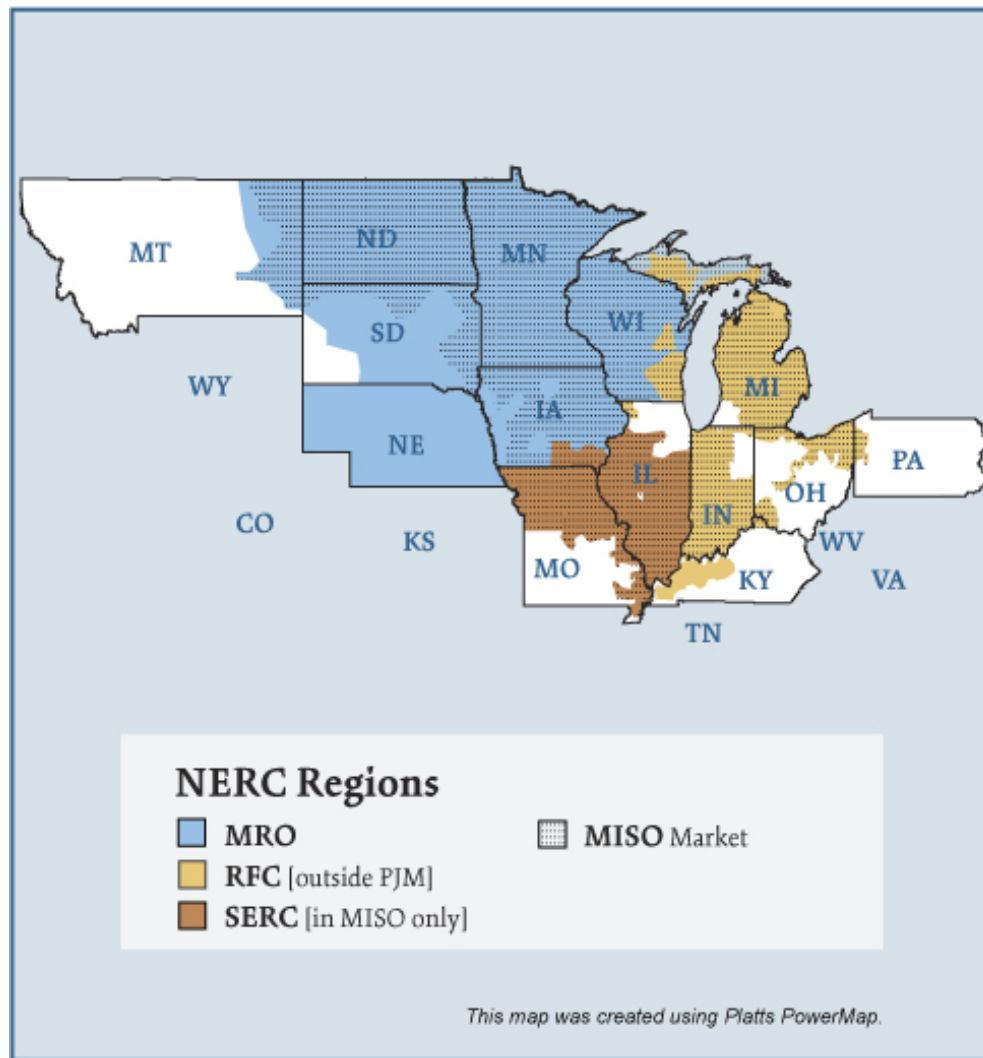 MT
ND
MN
SD
WI
WY
MI
IA
NE
PA
IL
OH
IN
CO
KS
WV
MO
KY
VA
TN
NERC Regions
MRO
MISO Market
RFC [outside PJM]
SERC [in MISO only]
This map was created using Platts PowerMap.